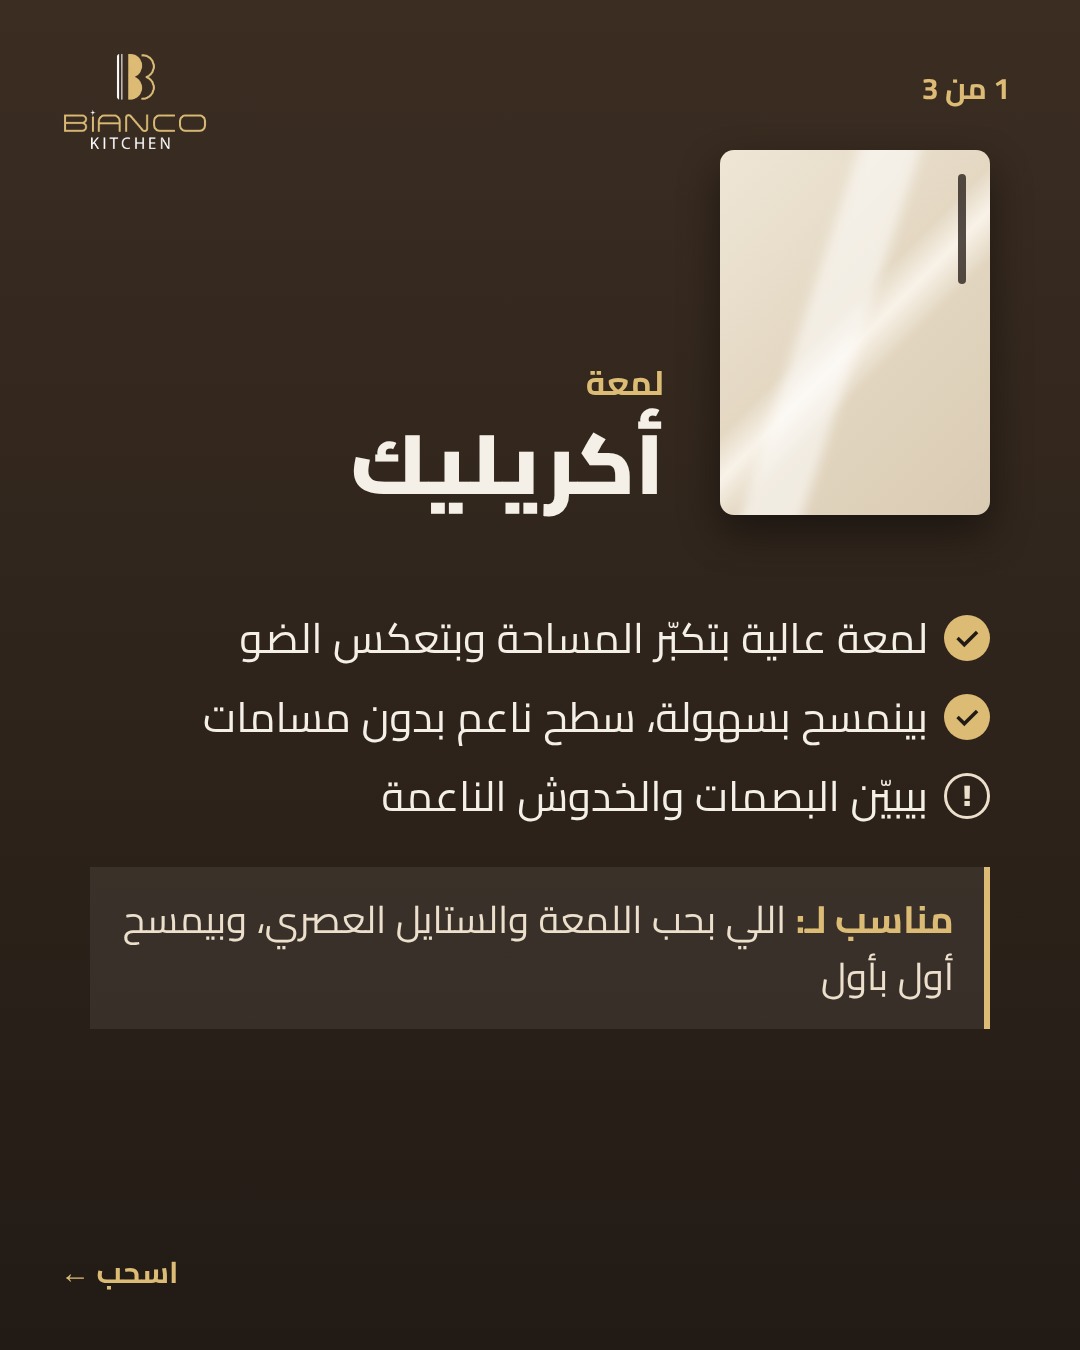 BiANCO
KITCHEN
1 من 3
لمعة
أكريليك
لمعة عالية بتكبّر المساحة وبتعكس الضو
بينمسح بسهولة، سطح ناعم بدون مسامات
! بيبيّن البصمات والخدوش الناعمة
مناسب لـ: اللي بحب اللمعة والستايل العصري، وبيمسح
أول بأول
اسحب ←